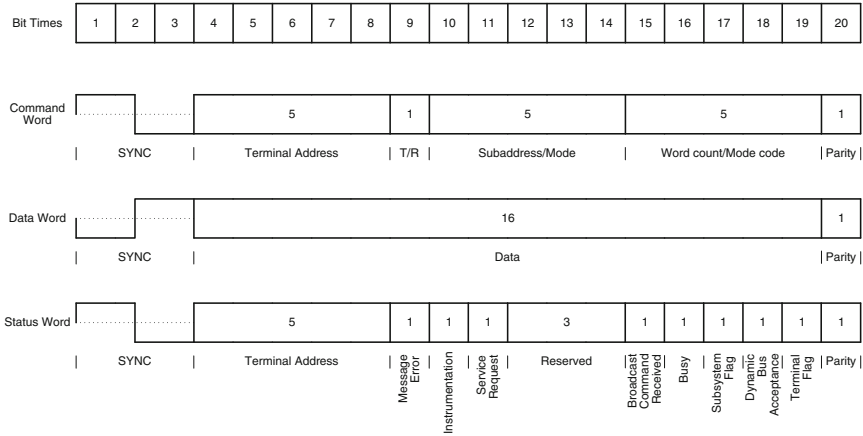 Bit Times 1 2 3 4 5 6 7 8 9 10 11 12 13 14 15 16 17 18 19 20
Command
Word
5 1 5 5 1
SYNC Terminal Address T/R Subaddress/Mode Word count/Mode code Parity
Data Word 16 1
SYNC Data Parity
Status Word 5 1 1 1 3 1 1 1 1 1 1
SYNC Terminal Address
Message
Error
Instrumentation
Service
Request
Reserved
Broadcast
Command
Received
Busy
Subsystem
Flag
Dynamic
Bus
Acceptance
Terminal
Flag
Parity